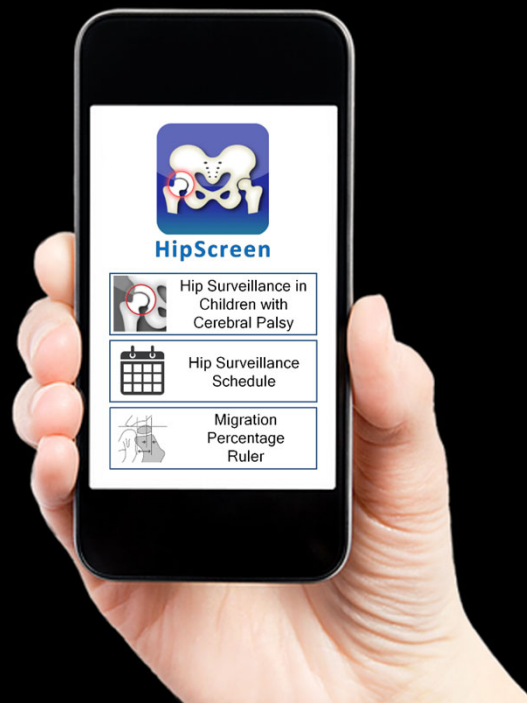 HipScreen
Hip Surveillance in
Children with
Cerebral Palsy
Hip Surveillance
Schedule
Migration
Percentage
Ruler